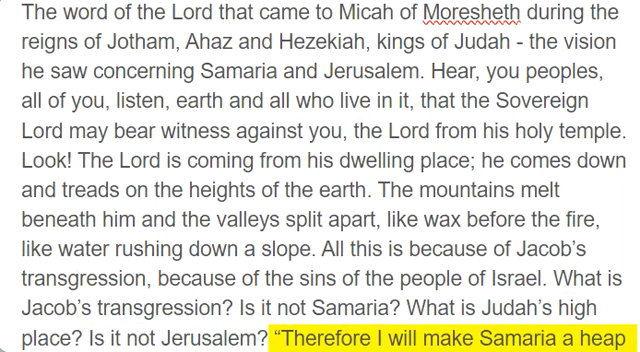 The word of the Lord that came to Micah of Moresheth during the
reigns of Jotham, Ahaz and Hezekiah, kings of Judah - the vision
he saw concerning Samaria and Jerusalem. Hear, you peoples,
all of you, listen, earth and all who live in it, that the Sovereign
Lord may bear witness against you, the Lord from his holy temple.
Look! The Lord is coming from his dwelling place; he comes down
and treads on the heights of the earth. The mountains melt
beneath him and the valleys split apart, like wax before the fire,
like water rushing down a slope. All this is because of Jacob’s
transgression, because of the sins of the people of Israel. What is
Jacob’s transgression? Is it not Samaria? What is Judah’s high
place? Is it not Jerusalem? “Therefore I will make Samaria a heap